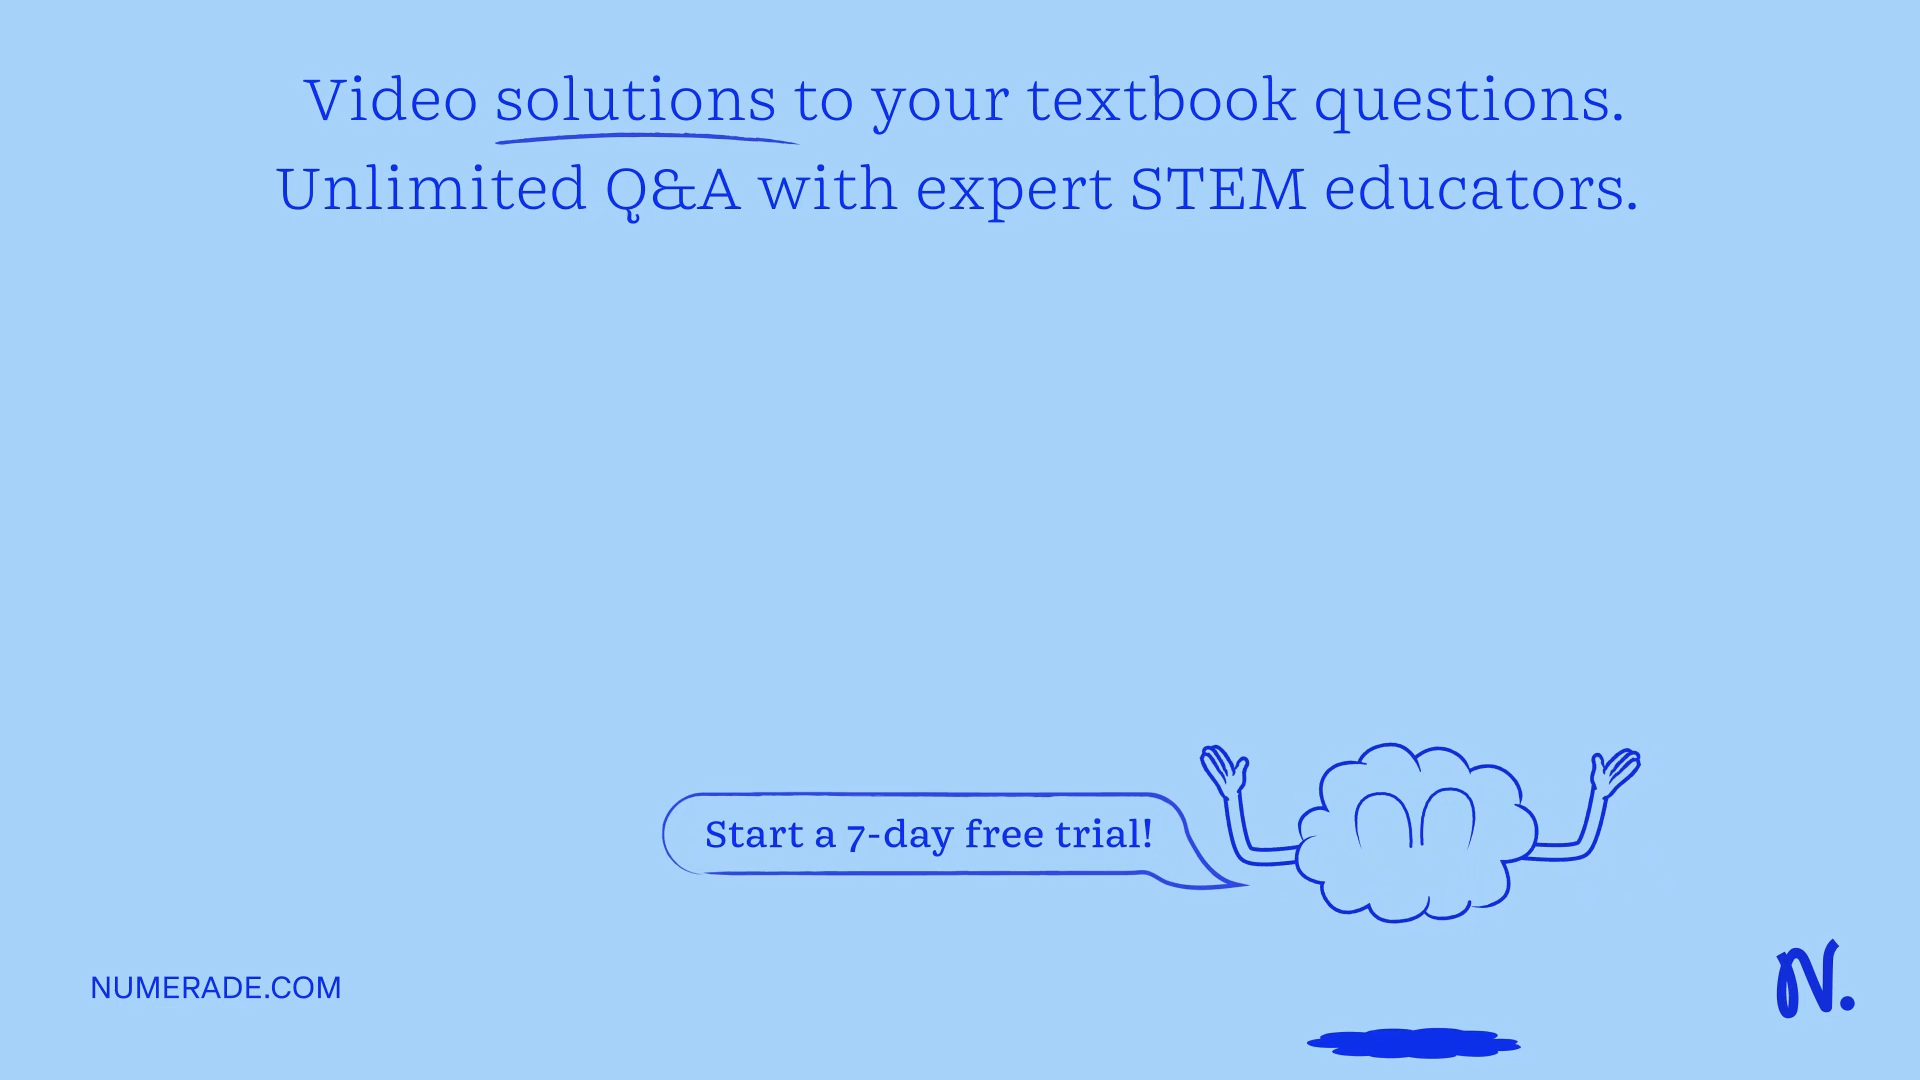 Video solutions to your textbook questions.
Unlimited Q&A with expert STEM educators.
Start a 7-day free trial!
NUMERADE.COM
N.